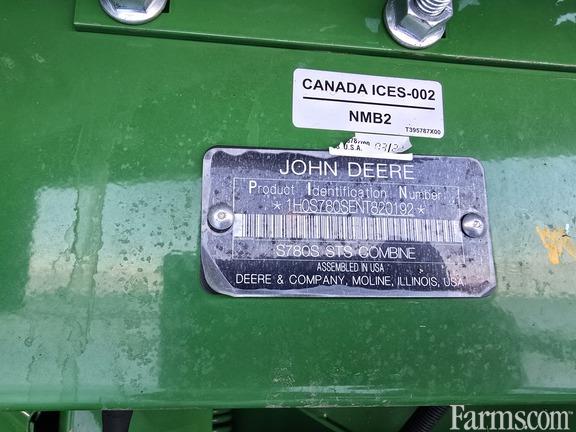 CANADA ICES-002
NMB2
T395787X00
U.S.A.
JOHN DEERE
Product Identification Number
*1H0S780SENT820192*
S780S STS COMBINE
ASSEMBLED IN USA
DEERE & COMPANY, MOLINE, ILLINOIS, USA
Farms.com